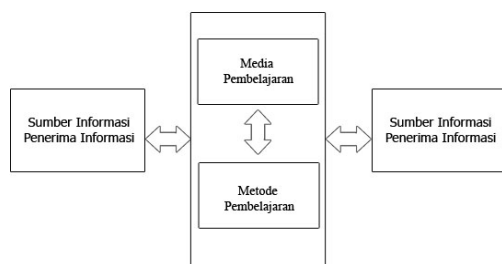 Media
Pembelajaran
Sumber Informasi
Penerima Informasi
Sumber Informasi
Penerima Informasi
Metode
Pembelajaran